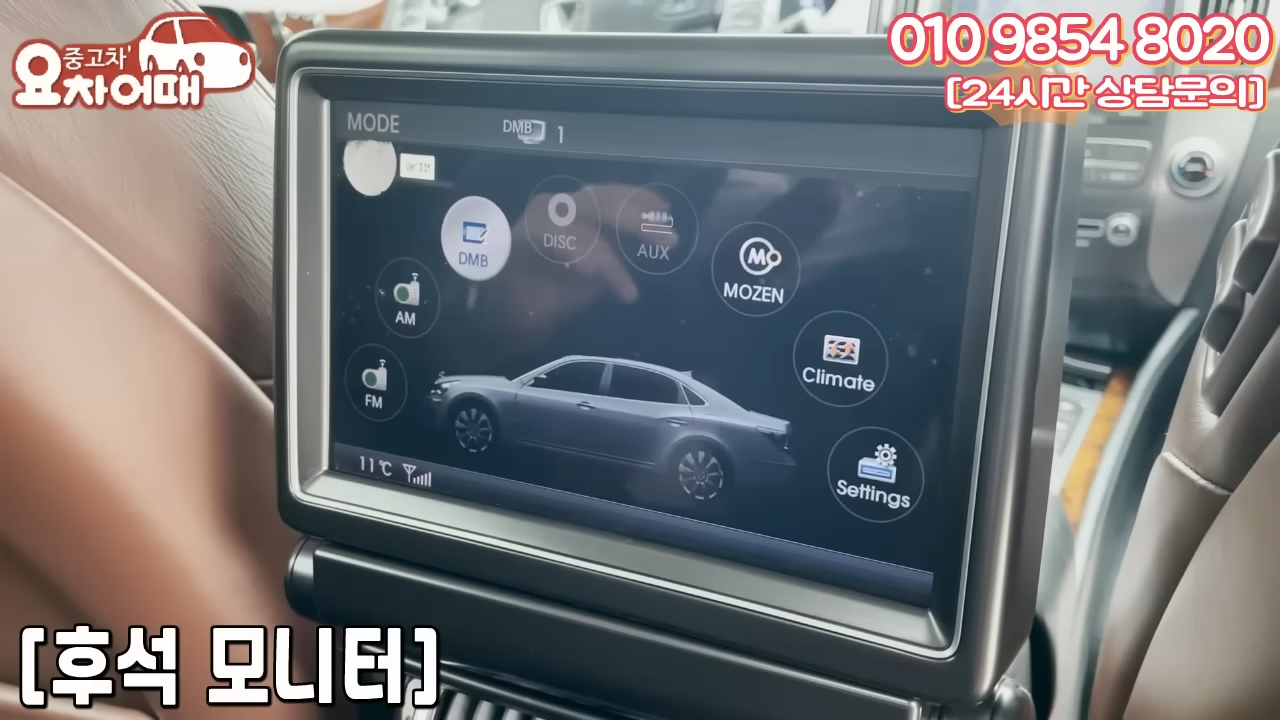 중고차'
요차어때
010 9854 8020
[24시간 상담문의]
MODE
DMB 1
DMB
DISC
AUX
MOZEN
AM
Climate
FM
Settings
11℃
[후석 모니터]